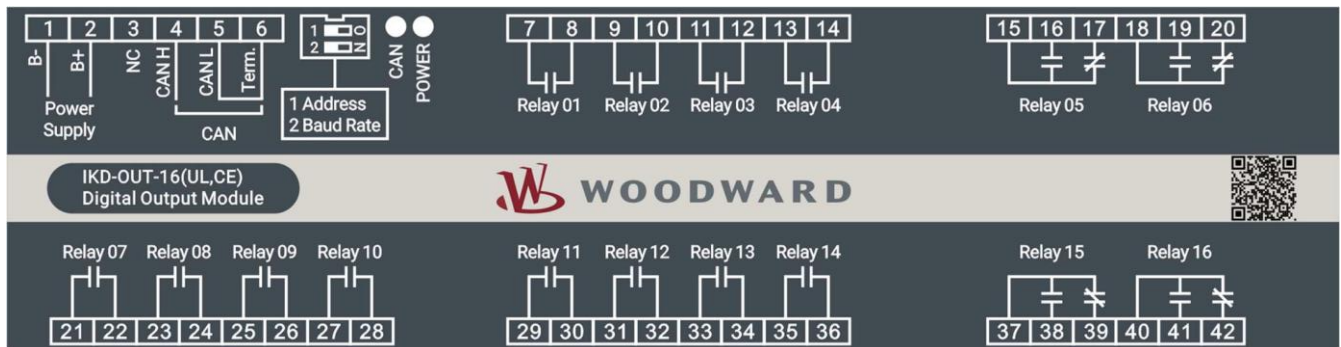 1 2 3 4 5 6
1 O
2 N
B- B+ NC CAN H CAN L Term.
CAN POWER
Power
Supply
CAN
1 Address
2 Baud Rate
7 8 9 10 11 12 13 14
Relay 01 Relay 02 Relay 03 Relay 04
15 16 17 18 19 20
Relay 05 Relay 06
IKD-OUT-16(UL,CE)
Digital Output Module
WOODWARD
Relay 07 Relay 08 Relay 09 Relay 10
21 22 23 24 25 26 27 28
Relay 11 Relay 12 Relay 13 Relay 14
29 30 31 32 33 34 35 36
Relay 15 Relay 16
37 38 39 40 41 42